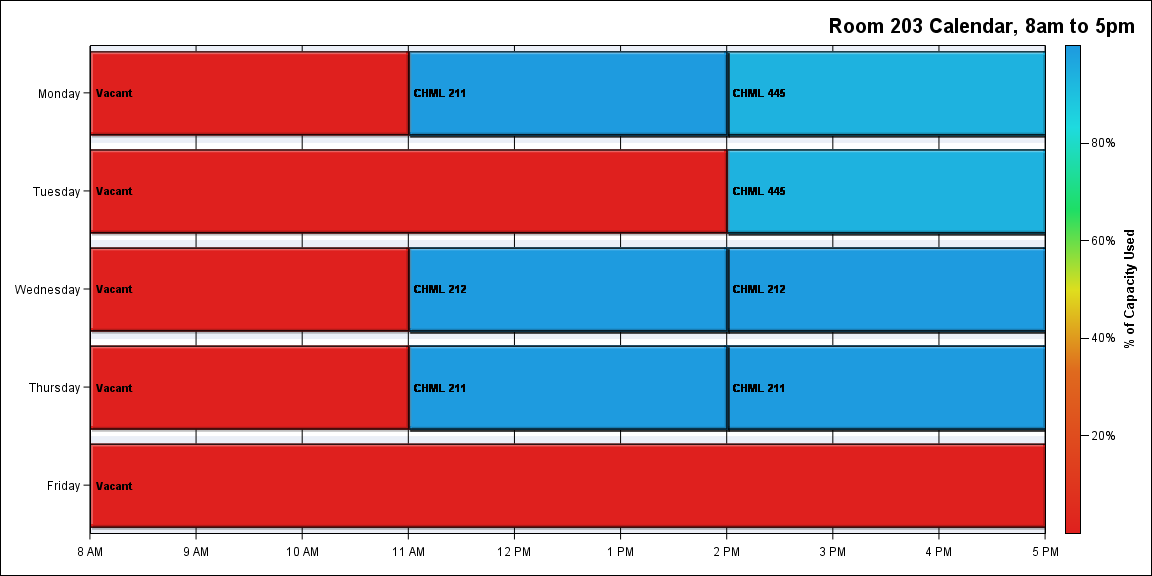 Room 203 Calendar, 8am to 5pm
Monday
Vacant
CHML 211
CHML 445
Tuesday
Vacant
CHML 445
Wednesday
Vacant
CHML 212
CHML 212
Thursday
Vacant
CHML 211
CHML 211
Friday
Vacant
8 AM
9 AM
10 AM
11 AM
12 PM
1 PM
2 PM
3 PM
4 PM
5 PM
80%
60%
40%
20%
% of Capacity Used